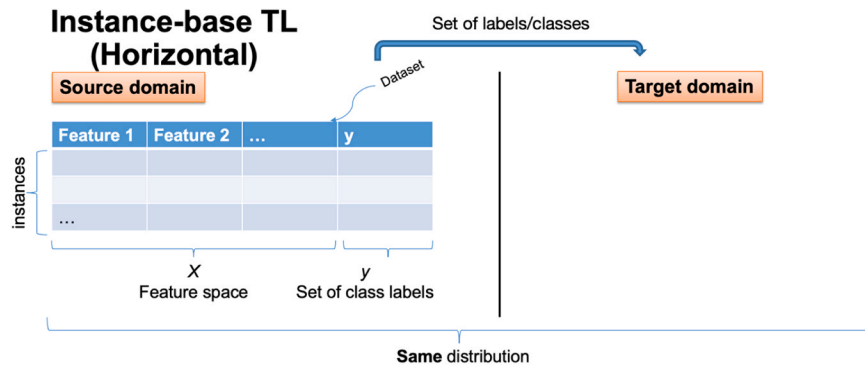 Instance-base TL
(Horizontal)
Set of labels/classes
Source domain
Dataset
Target domain
Feature 1 Feature 2 ... y
instances
...
X
Feature space
y
Set of class labels
Same distribution